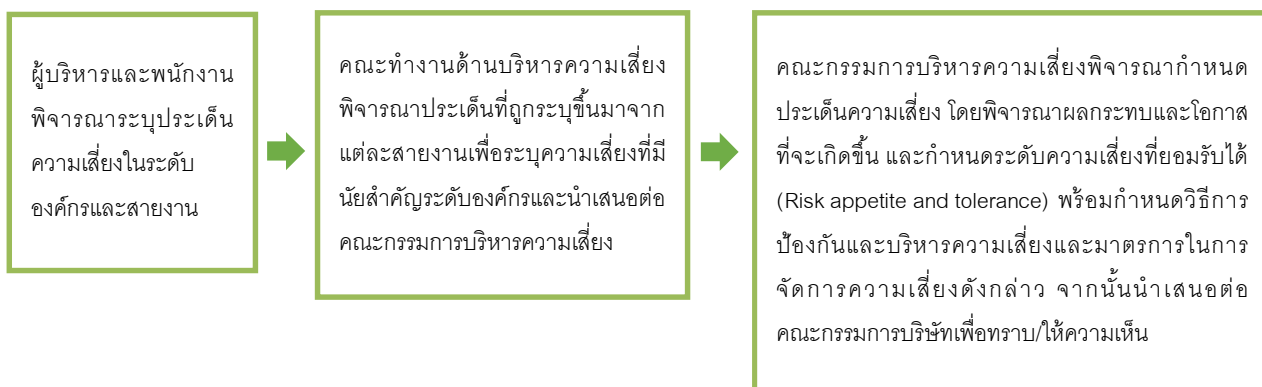 ผู้บริหารและพนักงาน
พิจารณาระบุประเด็น
ความเสี่ยงในระดับ
องค์กรและสายงาน
คณะทำงานด้านบริหารความเสี่ยง
พิจารณาประเด็นที่ถูกระบุขึ้นมาจาก
แต่ละสายงานเพื่อระบุความเสี่ยงที่มี
นัยสำคัญระดับองค์กรและนำเสนอต่อ
คณะกรรมการบริหารความเสี่ยง
คณะกรรมการบริหารความเสี่ยงพิจารณากำหนด
ประเด็นความเสี่ยง โดยพิจารณาผลกระทบและโอกาส
ที่จะเกิดขึ้น และกำหนดระดับความเสี่ยงที่ยอมรับได้
(Risk appetite and tolerance) พร้อมกำหนดวิธีการ
ป้องกันและบริหารความเสี่ยงและมาตรการในการ
จัดการความเสี่ยงดังกล่าว จากนั้นนำเสนอต่อ
คณะกรรมการบริษัทเพื่อทราบ/ให้ความเห็น